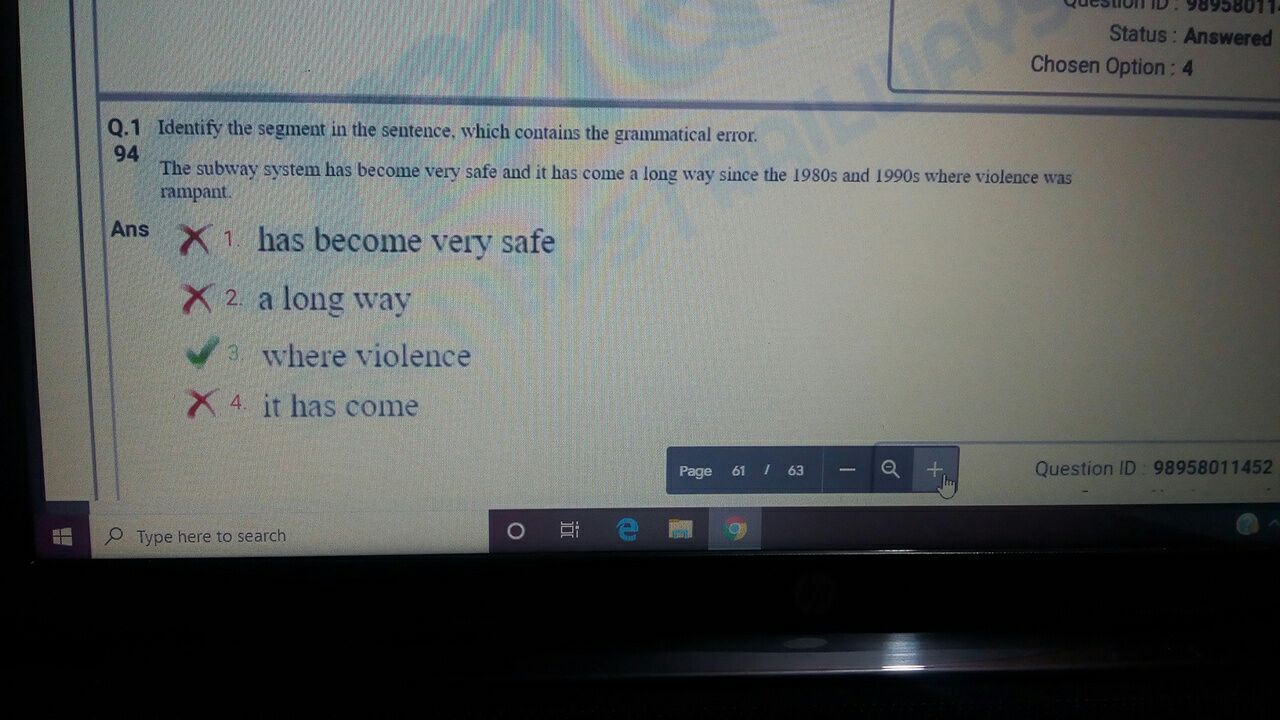 Question ID : 98958011
Status : Answered
Chosen Option : 4
Q.1 Identify the segment in the sentence, which contains the grammatical error.
94
The subway system has become very safe and it has come a long way since the 1980s and 1990s where violence was
rampant.
Ans
1. has become very safe
2. a long way
3. where violence
4. it has come
Page 61 / 63
Question ID : 98958011452
Type here to search